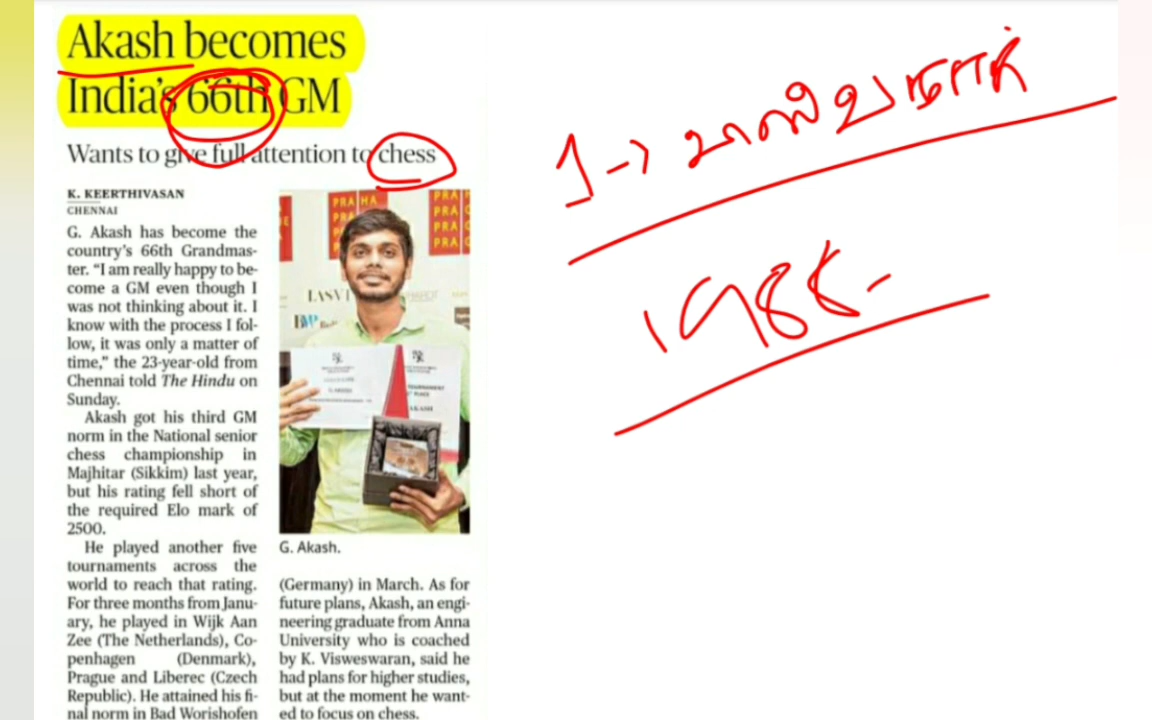 Akash becomes
India's 66th GM
Wants to give full attention to chess
K. KEERTHIVASAN
CHENNAI
G. Akash has become the
country's 66th Grandmas-
ter. “I am really happy to be-
come a GM even though I
was not thinking about it. I
know with the process I fol-
low, it was only a matter of
time,” the 23-year-old from
Chennai told The Hindu on
Sunday.
Akash got his third GM
norm in the National senior
chess championship in
Majhitar (Sikkim) last year,
but his rating fell short of
the required Elo mark of
2500.
He played another five
tournaments across the
world to reach that rating.
For three months from Janu-
ary, he played in Wijk Aan
Zee (The Netherlands), Co-
penhagen (Denmark),
Prague and Liberec (Czech
Republic). He attained his fi-
nal norm in Bad Worishofen
G. Akash.
(Germany) in March. As for
future plans, Akash, an engi-
neering graduate from Anna
University who is coached
by K. Visweswaran, said he
had plans for higher studies,
but at the moment he want-
ed to focus on chess.
1 →
1988 -